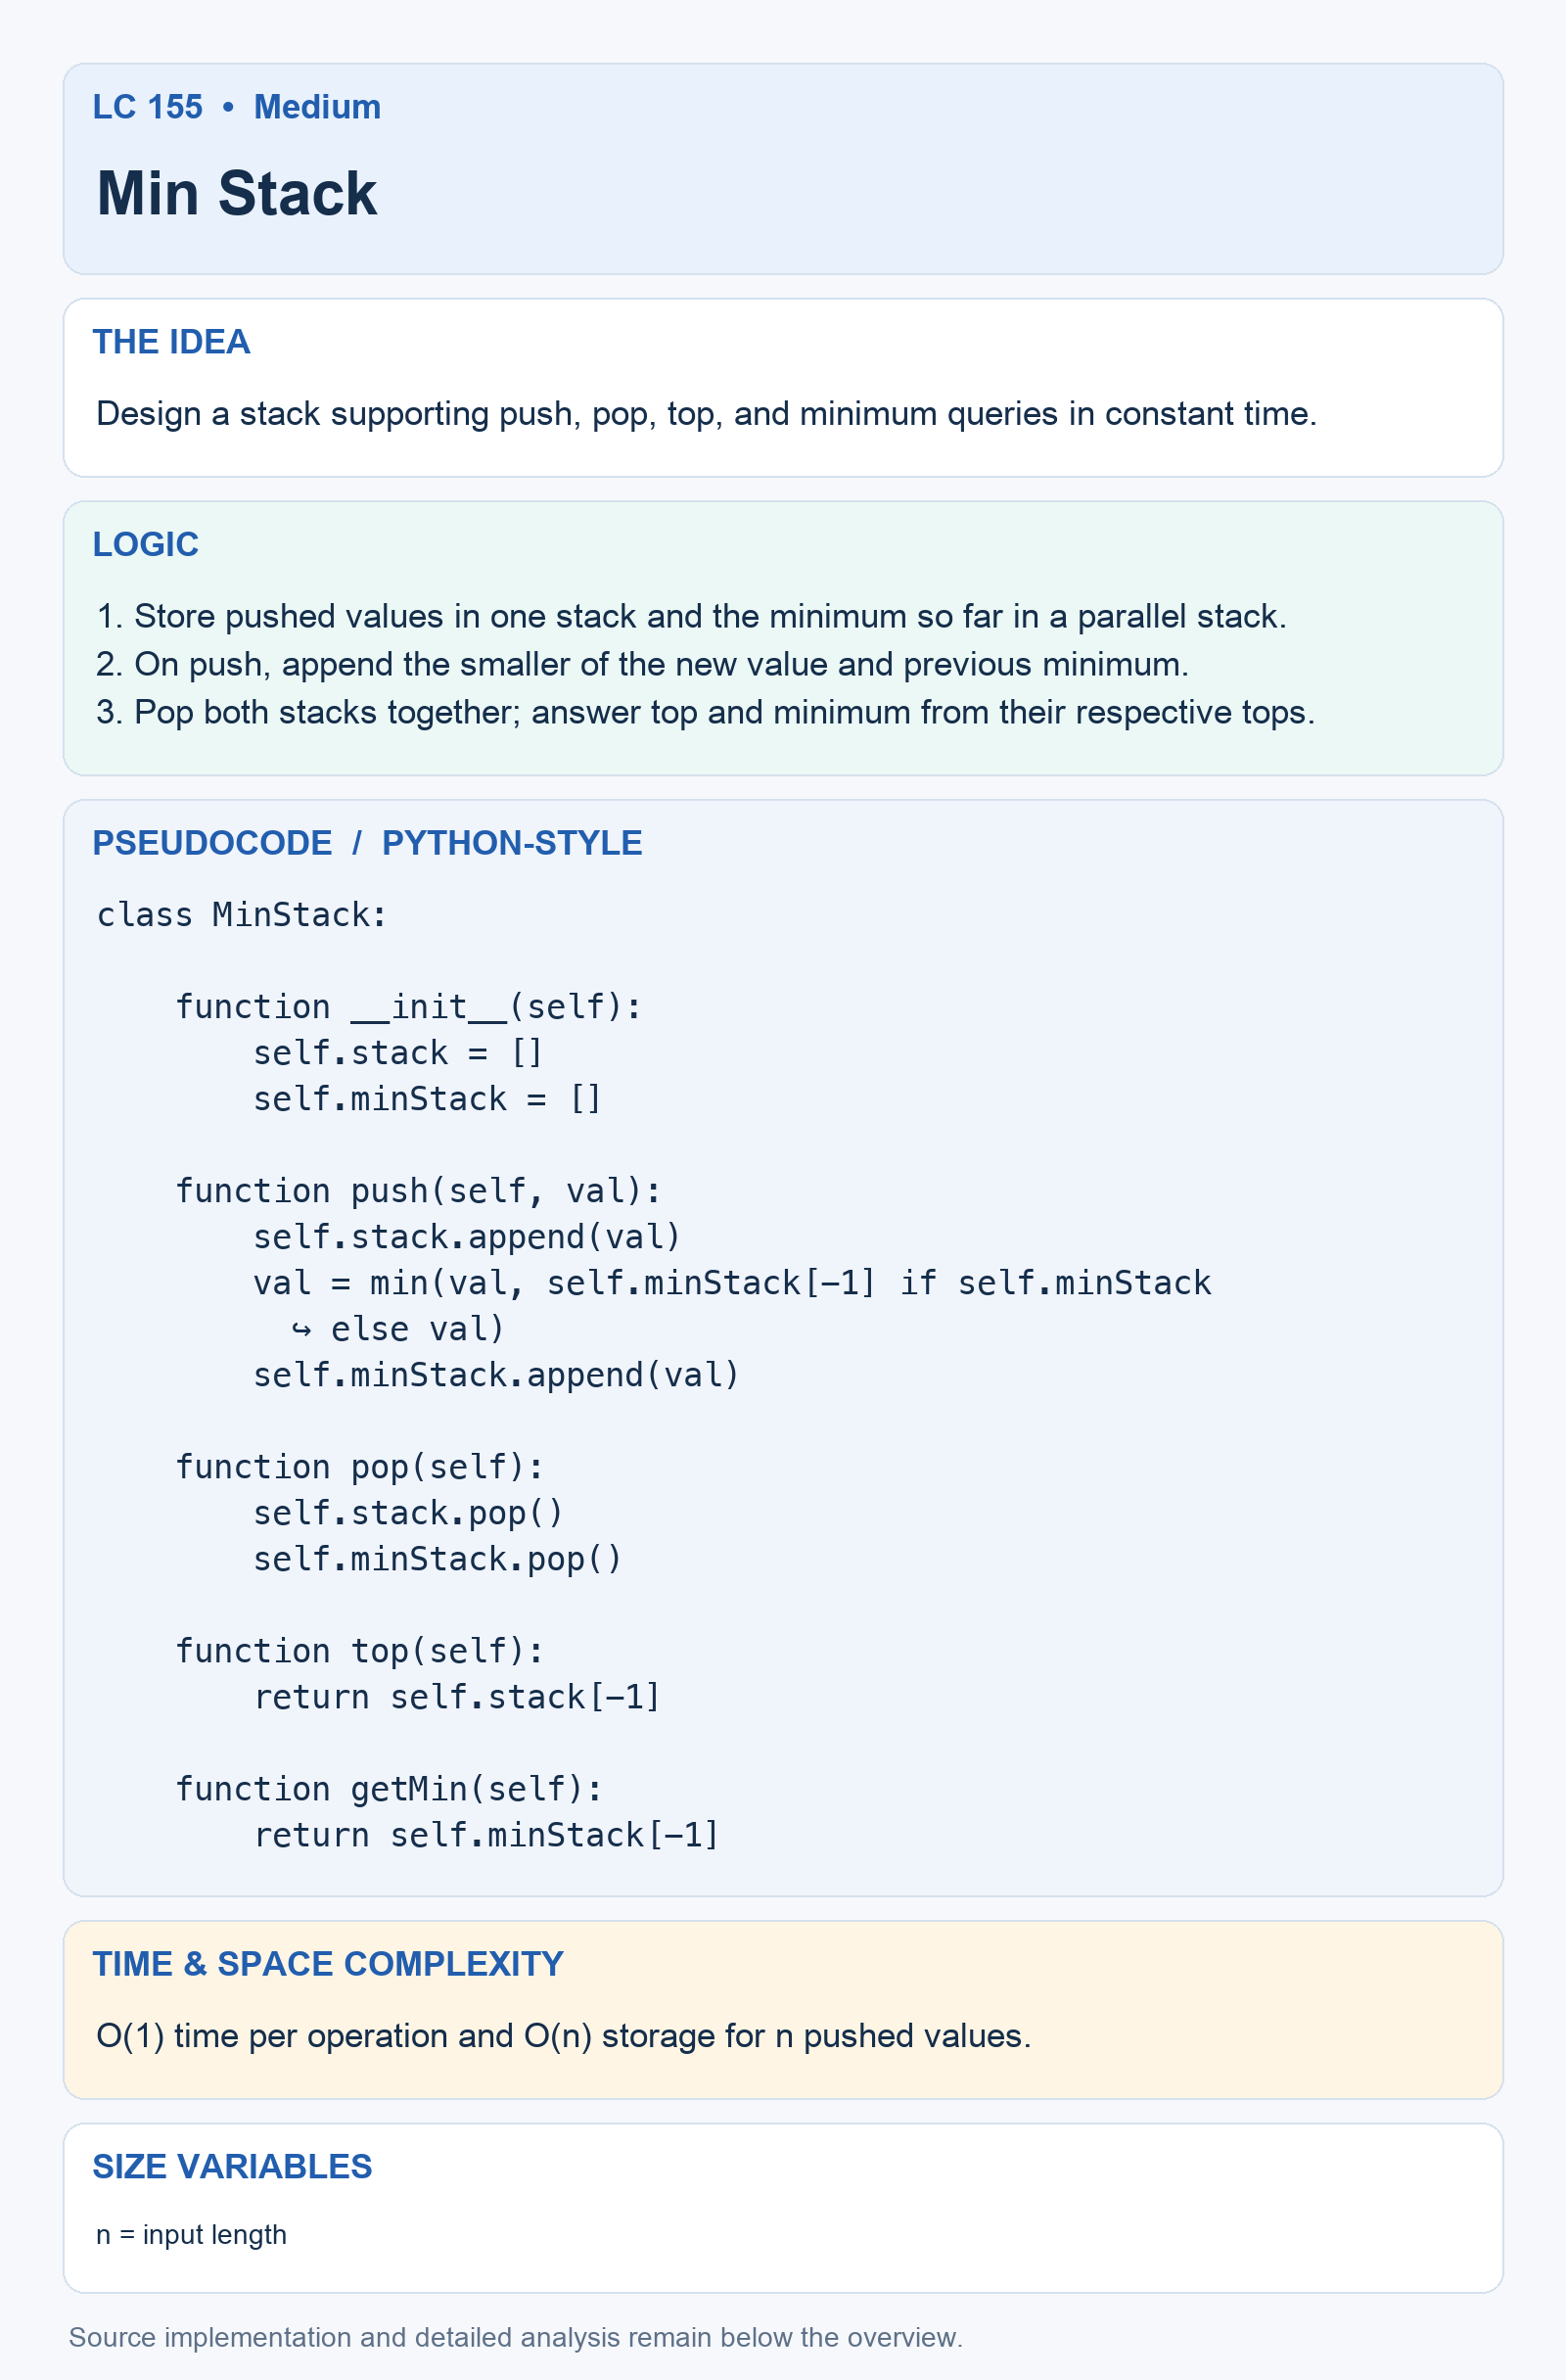 LC 155 • Medium
Min Stack
THE IDEA
Design a stack supporting push, pop, top, and minimum queries in constant time.
LOGIC
1. Store pushed values in one stack and the minimum so far in a parallel stack.
2. On push, append the smaller of the new value and previous minimum.
3. Pop both stacks together; answer top and minimum from their respective tops.
PSEUDOCODE / PYTHON-STYLE
class MinStack:
    function __init__(self):
        self.stack = []
        self.minStack = []
    function push(self, val):
        self.stack.append(val)
        val = min(val, self.minStack[−1] if self.minStack
          ↪ else val)
        self.minStack.append(val)
    function pop(self):
        self.stack.pop()
        self.minStack.pop()
    function top(self):
        return self.stack[−1]
    function getMin(self):
        return self.minStack[−1]
TIME & SPACE COMPLEXITY
O(1) time per operation and O(n) storage for n pushed values.
SIZE VARIABLES
n = input length
Source implementation and detailed analysis remain below the overview.